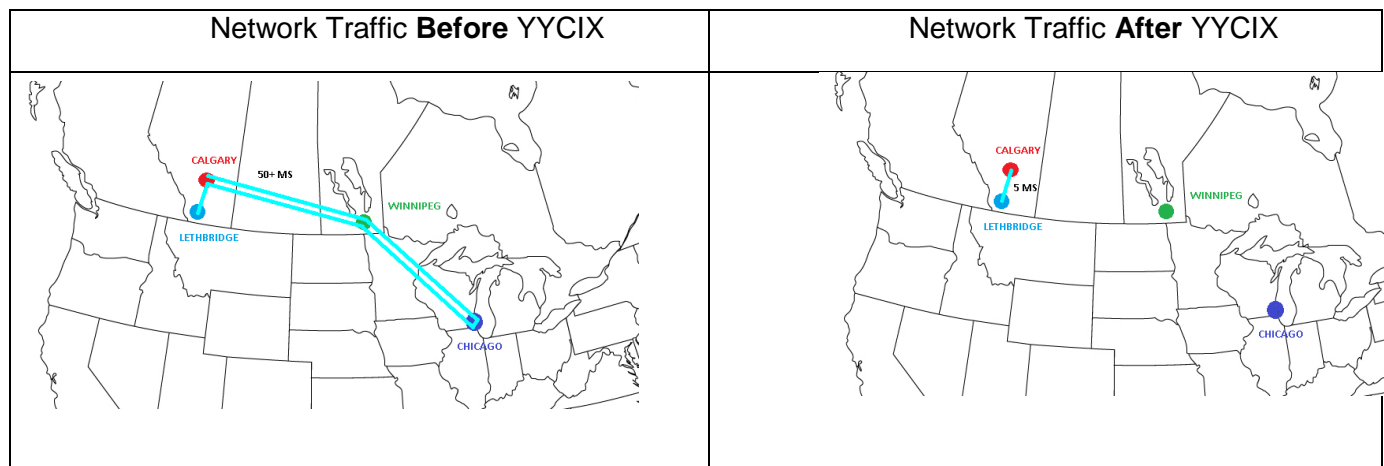 Network Traffic Before YYCIX
Network Traffic After YYCIX
CALGARY
50+ MS
WINNIPEG
LETHBRIDGE
CHICAGO
CALGARY
5 MS
WINNIPEG
LETHBRIDGE
CHICAGO